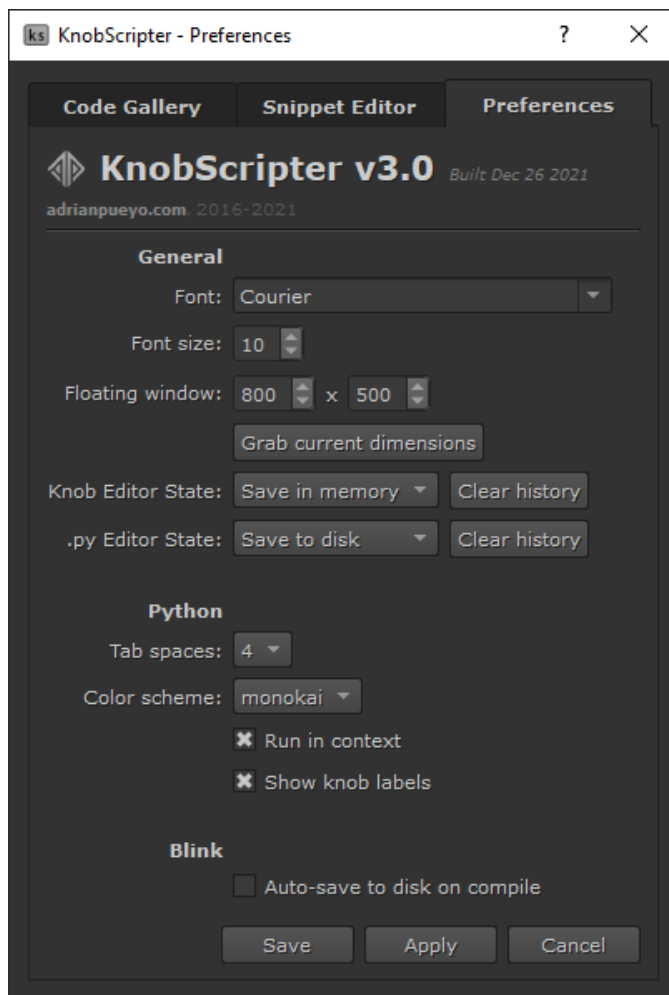 ks KnobScripter - Preferences ? ×
Code Gallery Snippet Editor Preferences
KnobScripter v3.0 Built Dec 26 2021
adrianpueyo.com, 2016-2021
General
Font: Courier
Font size: 10
Floating window: 800 x 500
Grab current dimensions
Knob Editor State: Save in memory Clear history
.py Editor State: Save to disk Clear history
Python
Tab spaces: 4
Color scheme: monokai
Run in context
Show knob labels
Blink
Auto-save to disk on compile
Save Apply Cancel